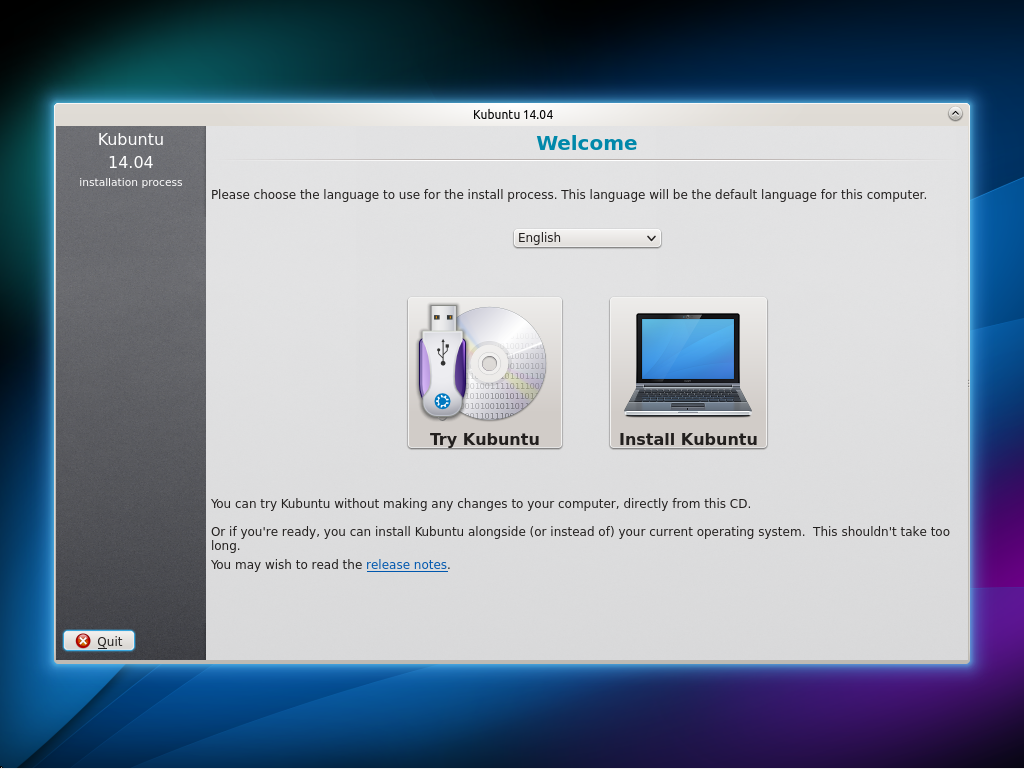 Kubuntu 14.04
Kubuntu
14.04
installation process
Welcome
Please choose the language to use for the install process. This language will be the default language for this computer.
English
Try Kubuntu
Install Kubuntu
You can try Kubuntu without making any changes to your computer, directly from this CD.
Or if you're ready, you can install Kubuntu alongside (or instead of) your current operating system.  This shouldn't take too
long.
You may wish to read the release notes.
Quit